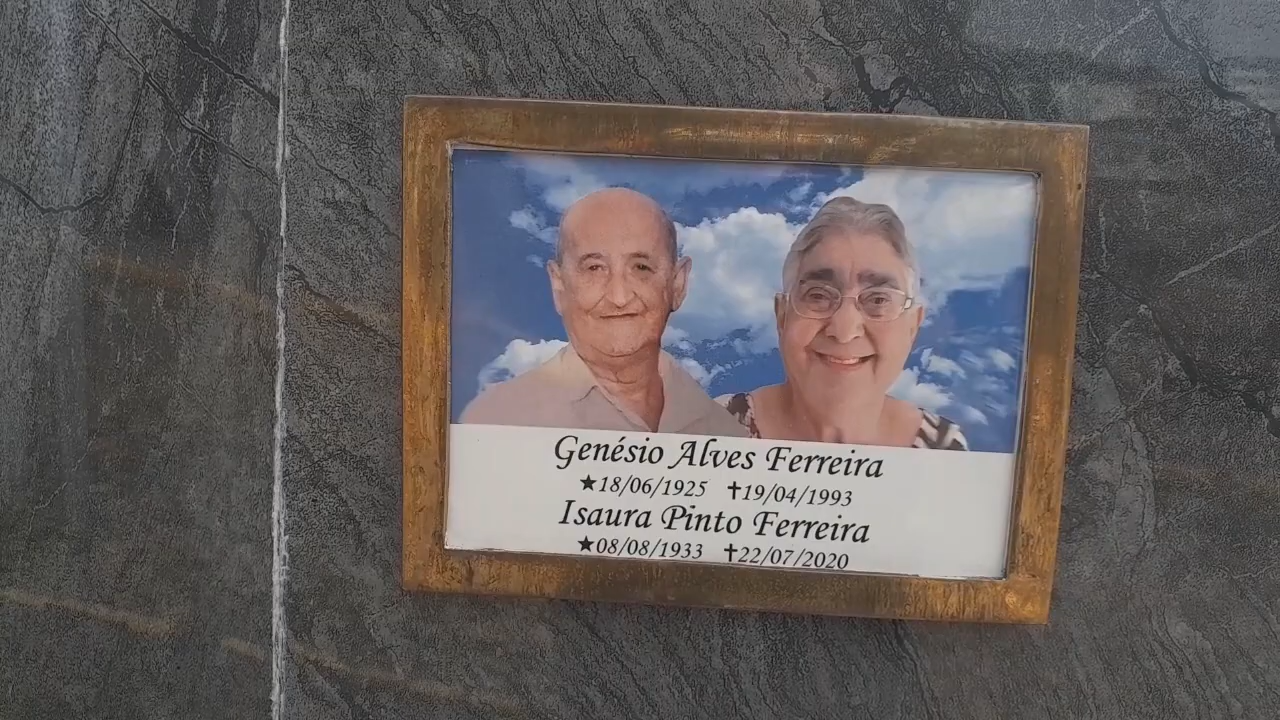 Genésio Alves Ferreira
★18/06/1925 ✝19/04/1993
Isaura Pinto Ferreira
★08/08/1933 ✝22/07/2020